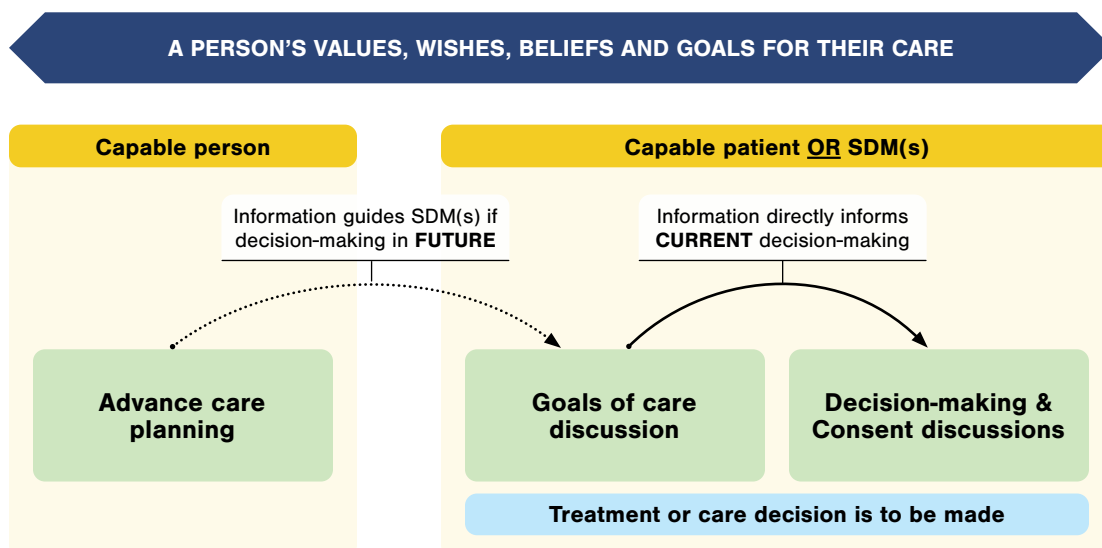 A PERSON'S VALUES, WISHES, BELIEFS AND GOALS FOR THEIR CARE
Capable person
Capable patient OR SDM(s)
Information guides SDM(s) if
decision-making in FUTURE
Information directly informs
CURRENT decision-making
Advance care
planning
Goals of care
discussion
Decision-making &
Consent discussions
Treatment or care decision is to be made